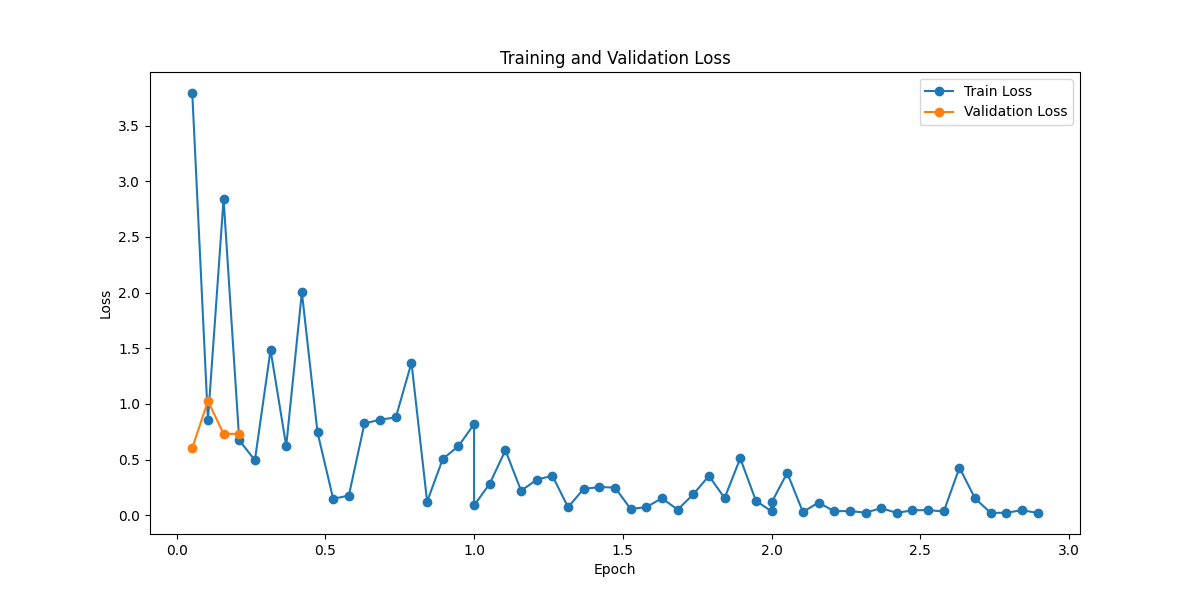 Training and Validation Loss
Train Loss
Validation Loss
Loss
3.5
3.0
2.5
2.0
1.5
1.0
0.5
0.0
0.0 0.5 1.0 1.5 2.0 2.5 3.0
Epoch